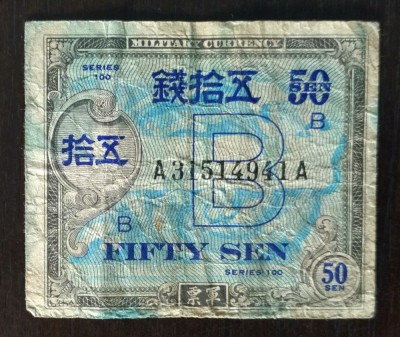 MILITARY CURRENCY
SERIES
100
錢拾五
50
SEN
B
拾五
A31514941A
B
B
FIFTY SEN
SERIES 100
50
SEN
票軍